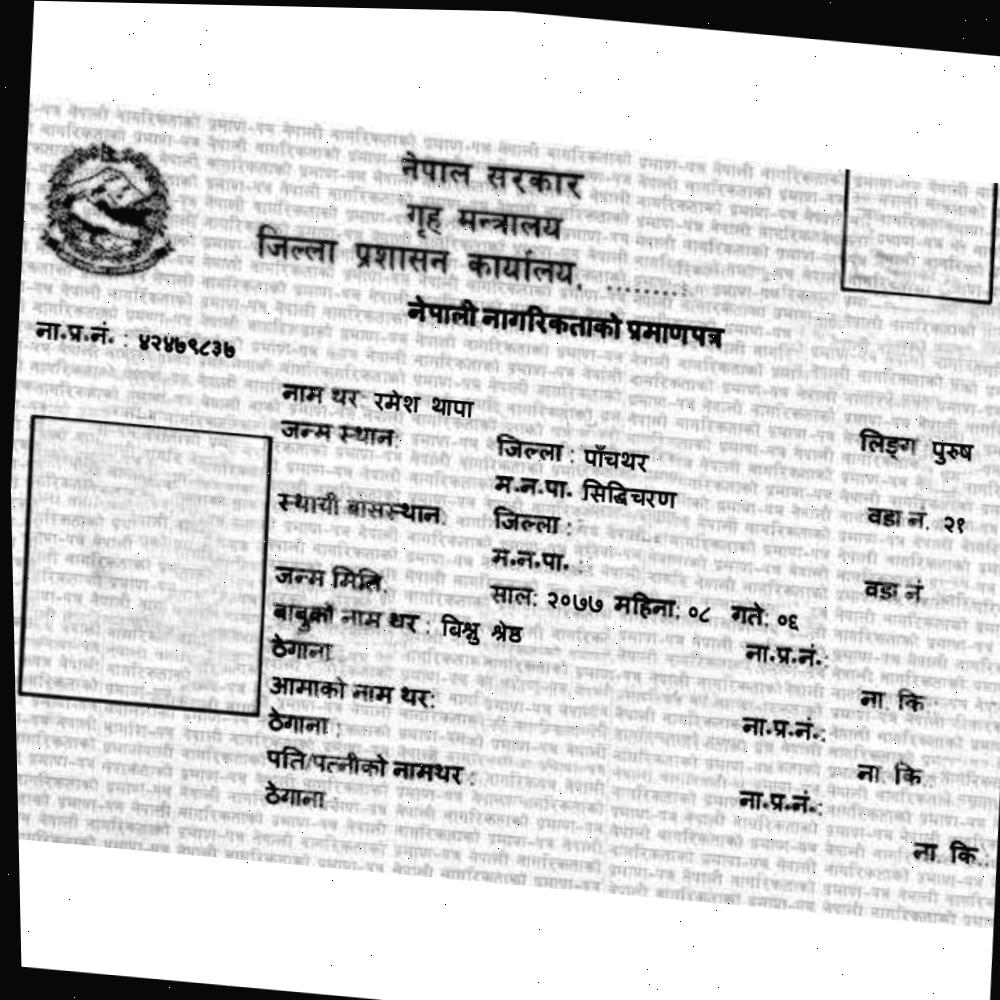 नेपाल सरकार
गृह मन्त्रालय
जिल्ला प्रशासन कार्यालय, .........
नेपाली नागरिकताको प्रमाणपत्र
ना.प्र.नं. : ४२४७९८३७
नाम थर: रमेश थापा
लिङ्ग पुरुष
जन्म स्थान: जिल्ला : पाँचथर
म.न.पा. सिद्धिचरण वडा नं. २१
स्थायी बासस्थान: जिल्ला :
म.न.पा. : वडा नं.
जन्म मिति: साल: २०७७ महिना: ०८ गते: ०६
बाबुको नाम थर : बिश्नु श्रेष्ठ ना.प्र.नं.:
ठेगाना : ना. कि.:
आमाको नाम थर: ना.प्र.नं.:
ठेगाना : ना. कि.:
पति/पत्नीको नामथर : ना.प्र.नं.:
ठेगाना : ना. कि.: